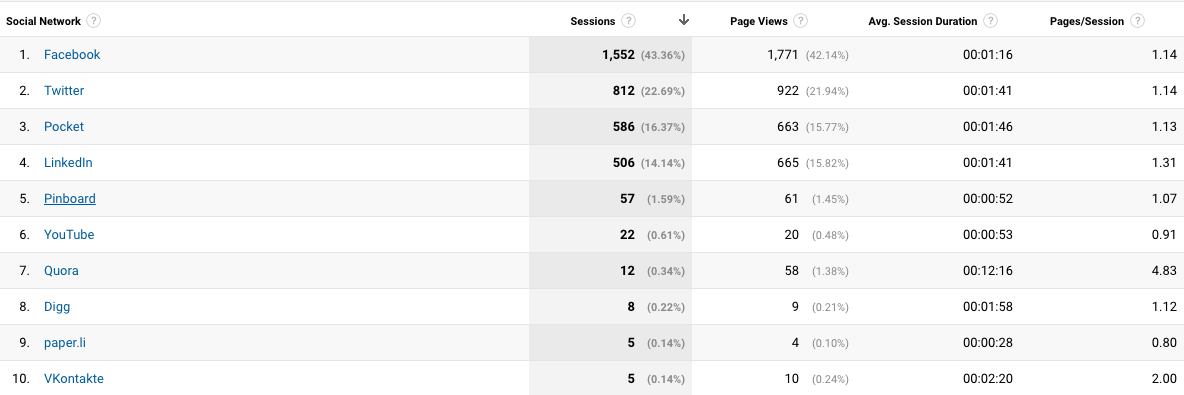 Social Network ? Sessions ? ↓ Page Views ? Avg. Session Duration ? Pages/Session ?
1. Facebook 1,552 (43.36%) 1,771 (42.14%) 00:01:16 1.14
2. Twitter 812 (22.69%) 922 (21.94%) 00:01:41 1.14
3. Pocket 586 (16.37%) 663 (15.77%) 00:01:46 1.13
4. LinkedIn 506 (14.14%) 665 (15.82%) 00:01:41 1.31
5. Pinboard 57 (1.59%) 61 (1.45%) 00:00:52 1.07
6. YouTube 22 (0.61%) 20 (0.48%) 00:00:53 0.91
7. Quora 12 (0.34%) 58 (1.38%) 00:12:16 4.83
8. Digg 8 (0.22%) 9 (0.21%) 00:01:58 1.12
9. paper.li 5 (0.14%) 4 (0.10%) 00:00:28 0.80
10. VKontakte 5 (0.14%) 10 (0.24%) 00:02:20 2.00